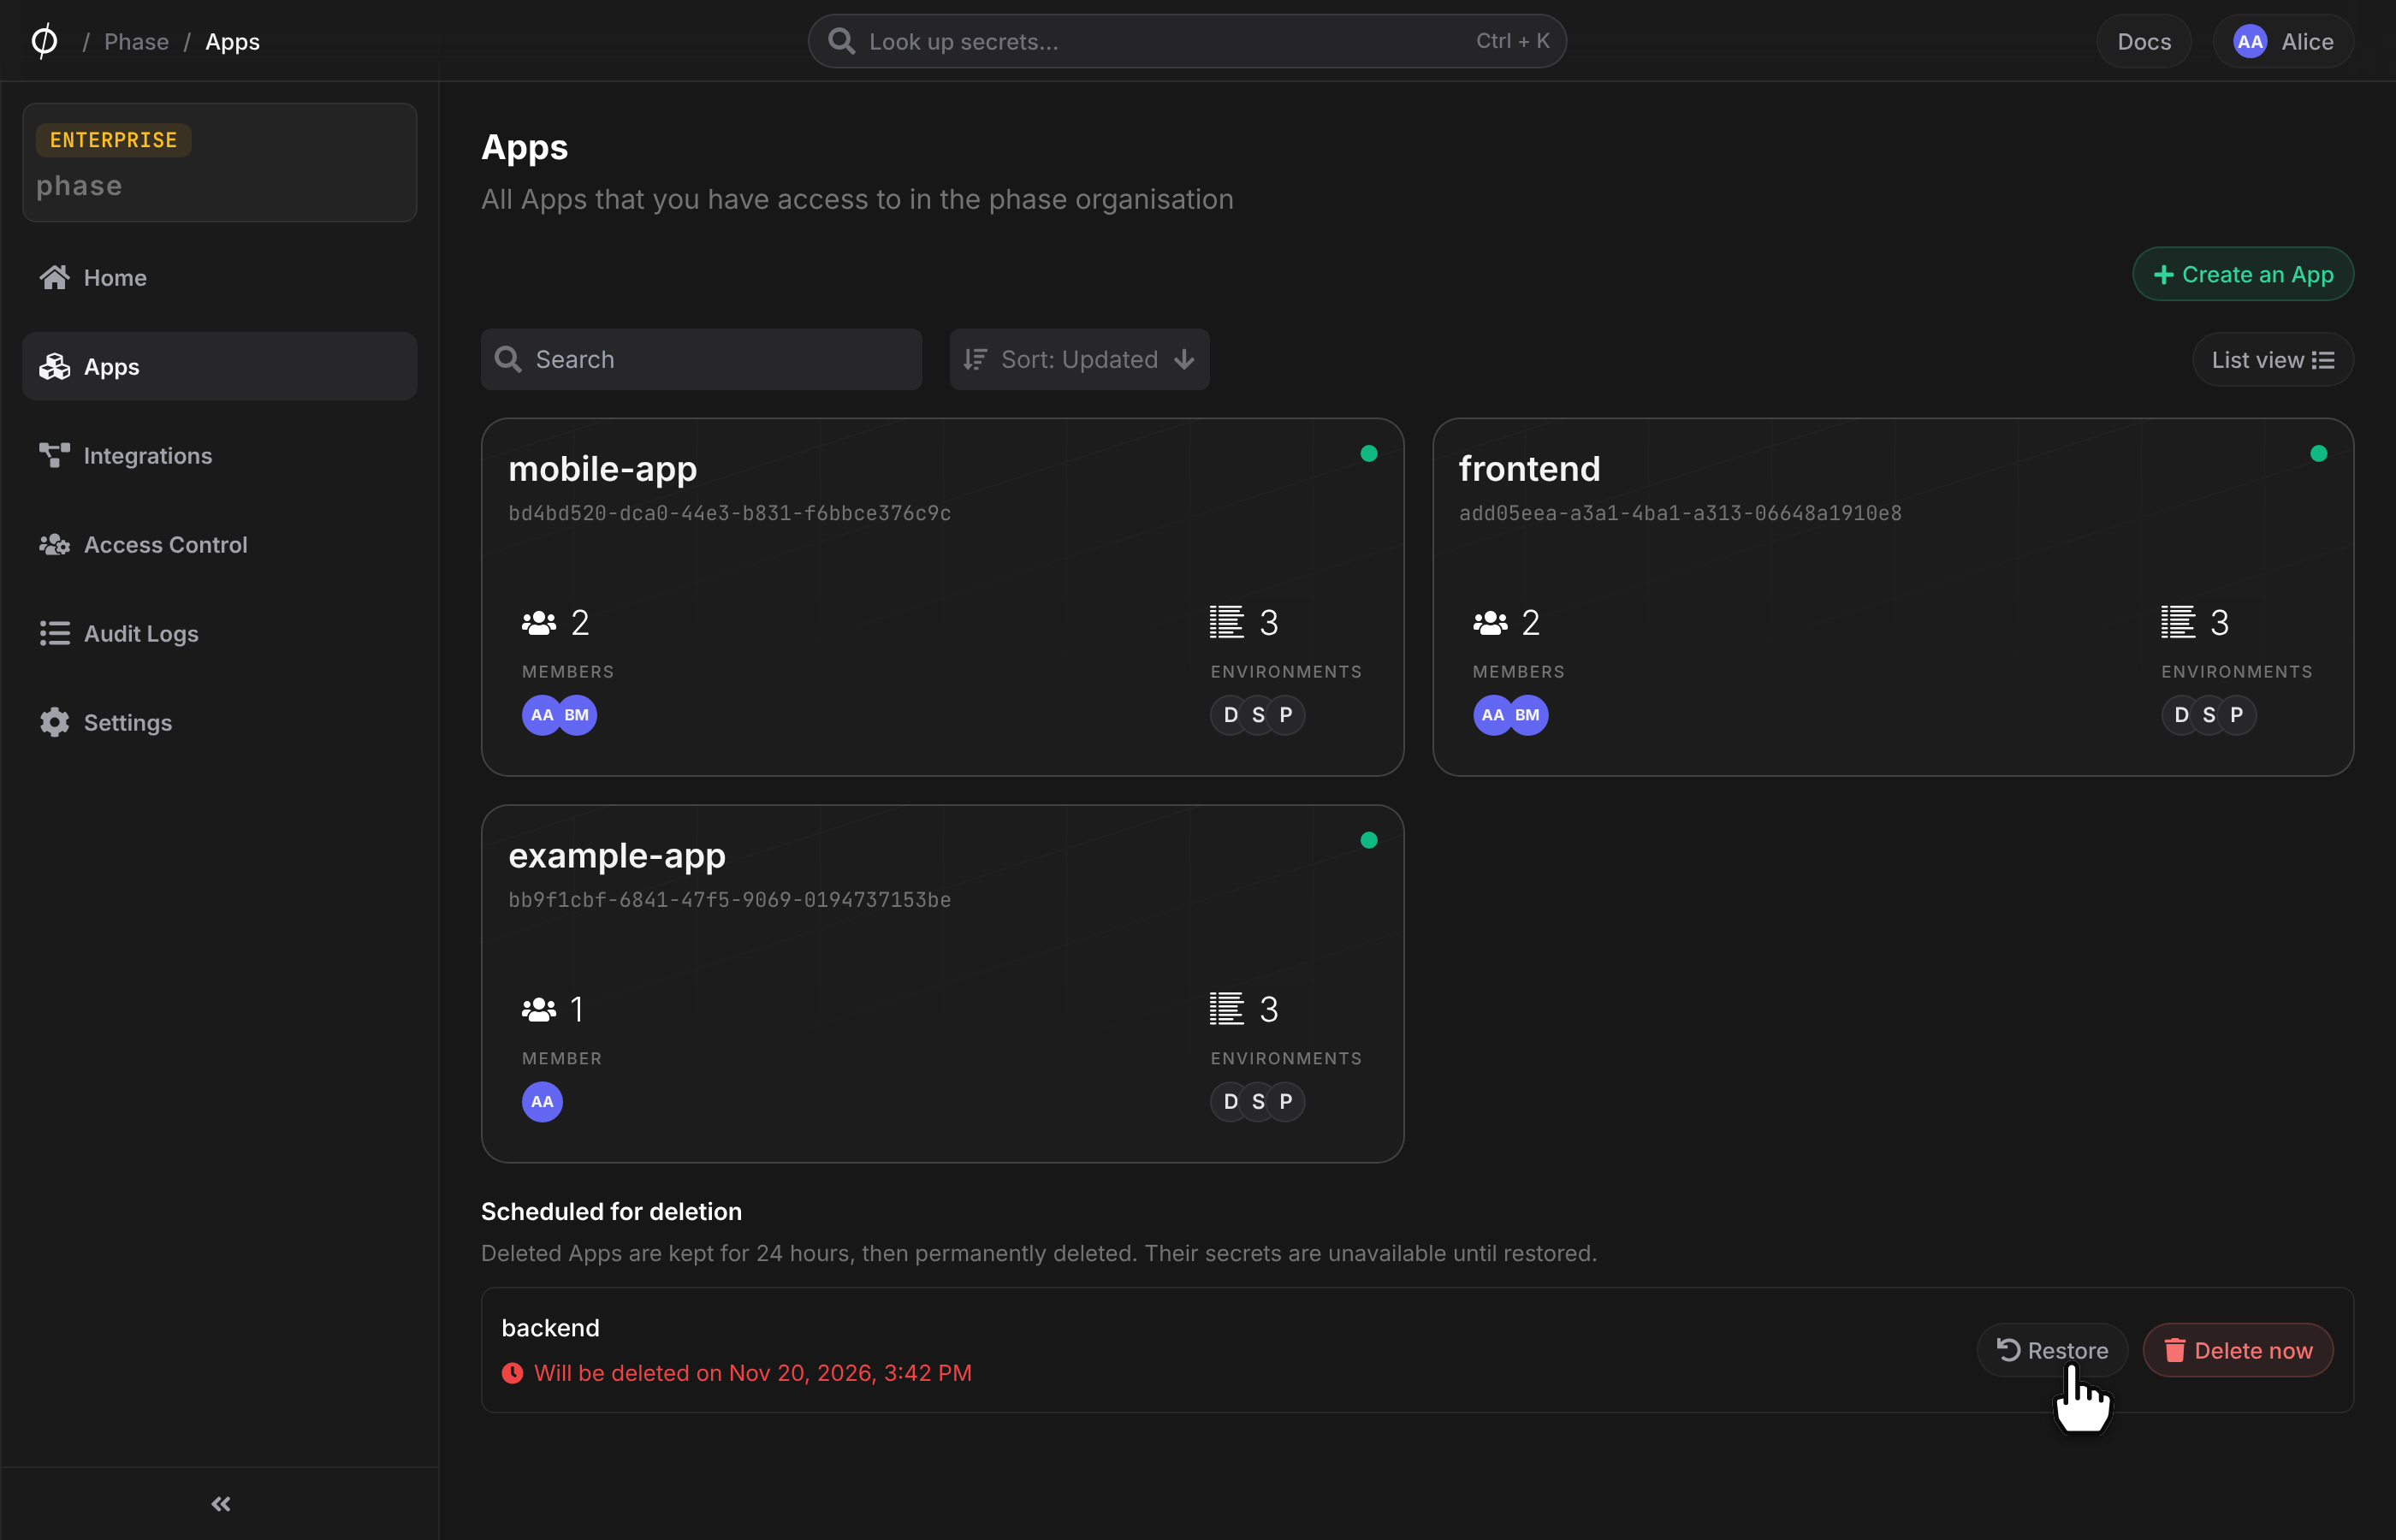 / Phase / Apps
Look up secrets... Ctrl + K
Docs
AA Alice
ENTERPRISE
phase
Home
Apps
Integrations
Access Control
Audit Logs
Settings
Apps
All Apps that you have access to in the phase organisation
Create an App
Search
Sort: Updated
List view
mobile-app
bd4bd520-dca0-44e3-b831-f6bbce376c9c
2
3
MEMBERS
ENVIRONMENTS
AA BM
D S P
frontend
add05eea-a3a1-4ba1-a313-06648a1910e8
2
3
MEMBERS
ENVIRONMENTS
AA BM
D S P
example-app
bb9f1cbf-6841-47f5-9069-0194737153be
1
3
MEMBER
ENVIRONMENTS
AA
D S P
Scheduled for deletion
Deleted Apps are kept for 24 hours, then permanently deleted. Their secrets are unavailable until restored.
backend
Will be deleted on Nov 20, 2026, 3:42 PM
Restore
Delete now